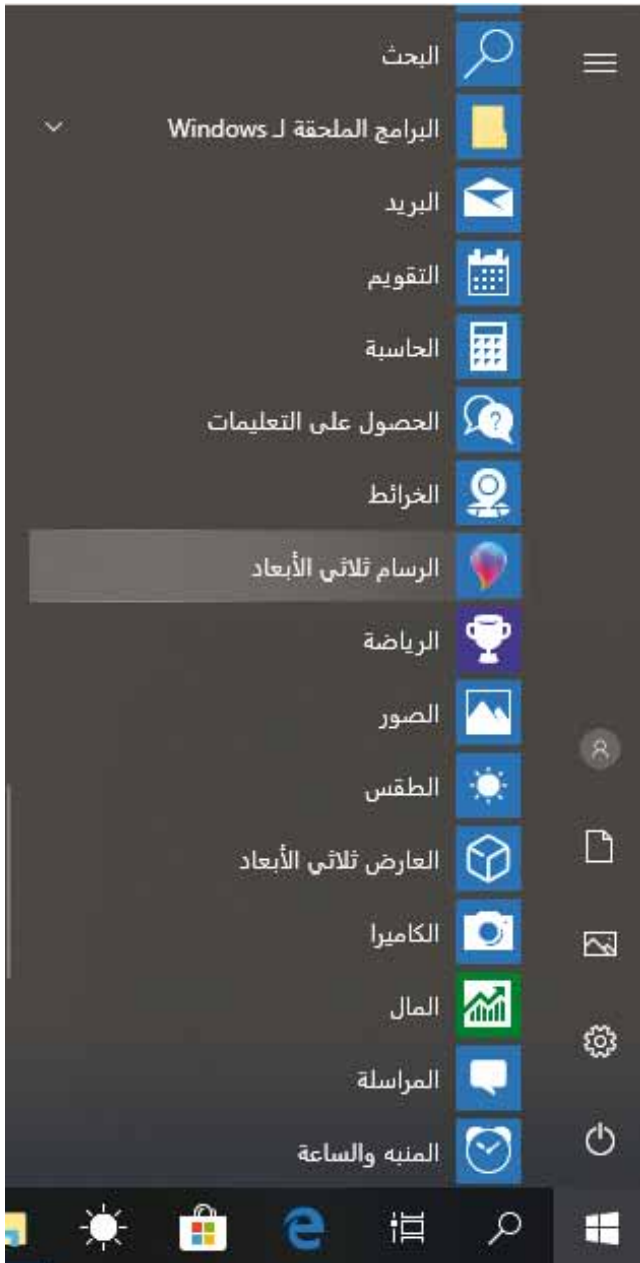 البحث
البرامج الملحقة لـ Windows
البريد
التقويم
الحاسبة
الحصول على التعليمات
الخرائط
الرسام ثلاثي الأبعاد
الرياضة
الصور
الطقس
العارض ثلاثي الأبعاد
الكاميرا
المال
المراسلة
المنبه والساعة